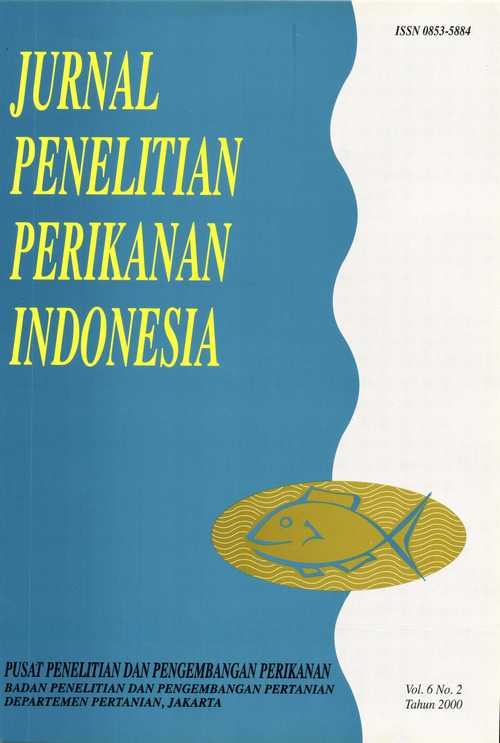 ISSN 0853-5884
JURNAL
PENELITIAN
PERIKANAN
INDONESIA
PUSAT PENELITIAN DAN PENGEMBANGAN PERIKANAN
BADAN PENELITIAN DAN PENGEMBANGAN PERTANIAN
DEPARTEMEN PERTANIAN, JAKARTA
Vol. 6 No. 2
Tahun 2000